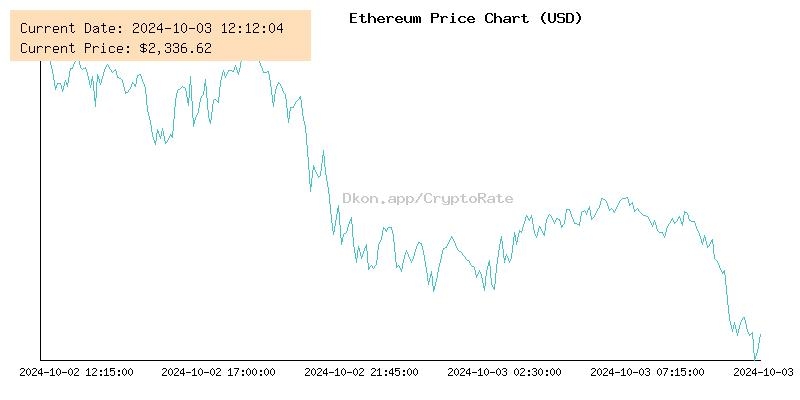 Ethereum Price Chart (USD)
Current Date: 2024-10-03 12:12:04
Current Price: $2,336.62
Dkon.app/CryptoRate
2024-10-02 12:15:00 2024-10-02 17:00:00 2024-10-02 21:45:00 2024-10-03 02:30:00 2024-10-03 07:15:00 2024-10-03